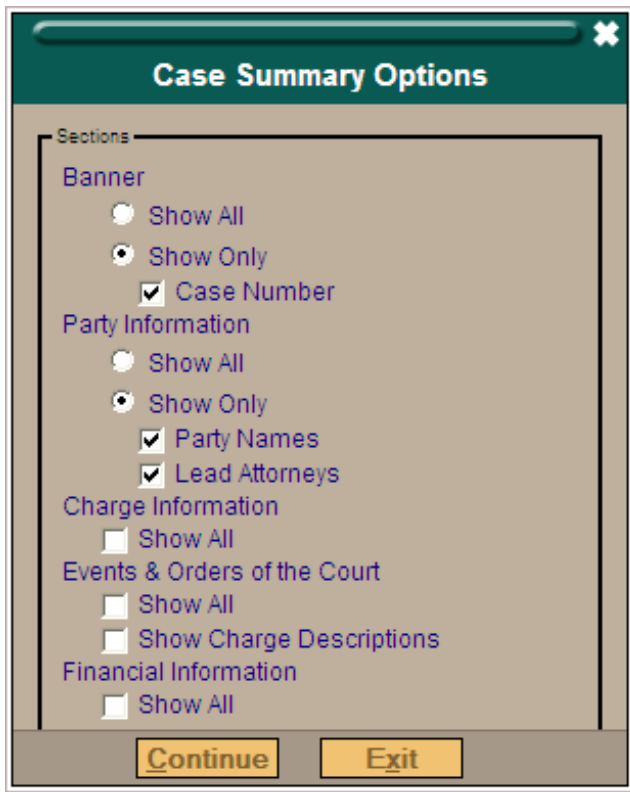 Case Summary Options
Sections
Banner
Show All
Show Only
Case Number
Party Information
Show All
Show Only
Party Names
Lead Attorneys
Charge Information
Show All
Events & Orders of the Court
Show All
Show Charge Descriptions
Financial Information
Show All
Continue Exit